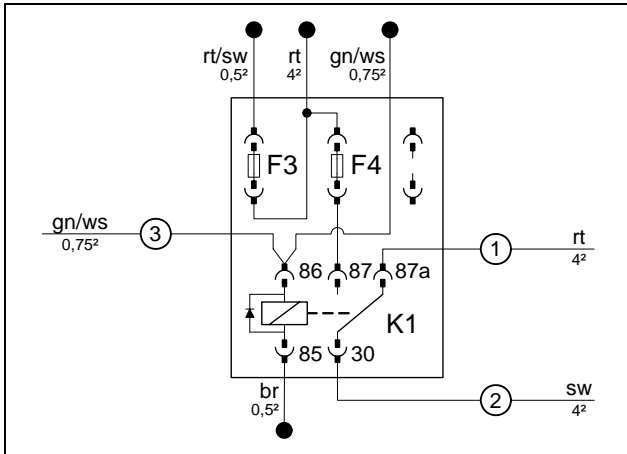 rt/sw
0,5²
rt
4²
gn/ws
0,75²
F3
F4
gn/ws
0,75²
3
1
rt
4²
86
87
87a
K1
85
30
br
0,5²
2
sw
4²